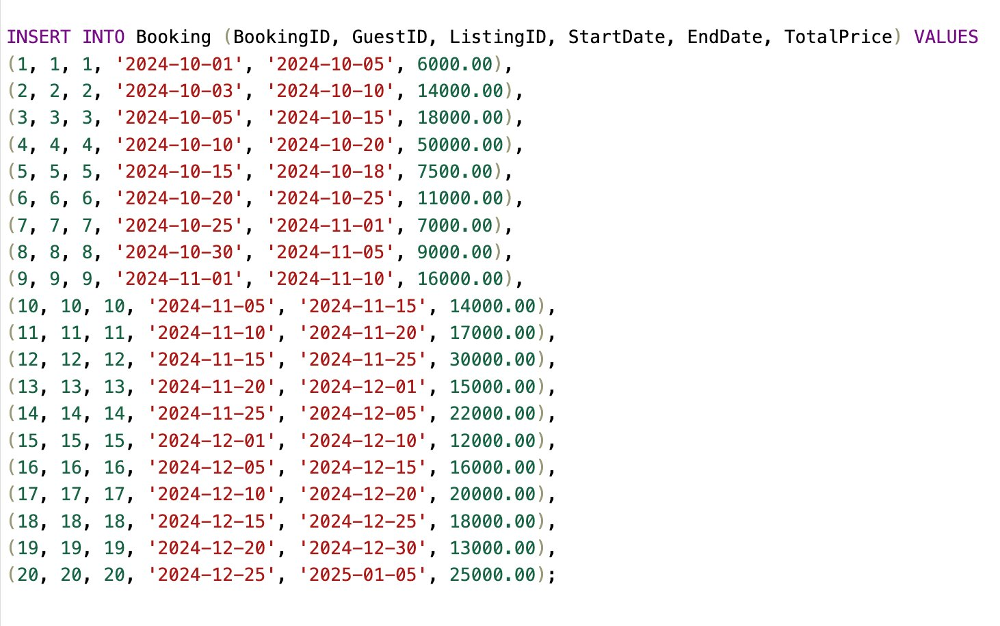 INSERT INTO Booking (BookingID, GuestID, ListingID, StartDate, EndDate, TotalPrice) VALUES
(1, 1, 1, '2024-10-01', '2024-10-05', 6000.00),
(2, 2, 2, '2024-10-03', '2024-10-10', 14000.00),
(3, 3, 3, '2024-10-05', '2024-10-15', 18000.00),
(4, 4, 4, '2024-10-10', '2024-10-20', 50000.00),
(5, 5, 5, '2024-10-15', '2024-10-18', 7500.00),
(6, 6, 6, '2024-10-20', '2024-10-25', 11000.00),
(7, 7, 7, '2024-10-25', '2024-11-01', 7000.00),
(8, 8, 8, '2024-10-30', '2024-11-05', 9000.00),
(9, 9, 9, '2024-11-01', '2024-11-10', 16000.00),
(10, 10, 10, '2024-11-05', '2024-11-15', 14000.00),
(11, 11, 11, '2024-11-10', '2024-11-20', 17000.00),
(12, 12, 12, '2024-11-15', '2024-11-25', 30000.00),
(13, 13, 13, '2024-11-20', '2024-12-01', 15000.00),
(14, 14, 14, '2024-11-25', '2024-12-05', 22000.00),
(15, 15, 15, '2024-12-01', '2024-12-10', 12000.00),
(16, 16, 16, '2024-12-05', '2024-12-15', 16000.00),
(17, 17, 17, '2024-12-10', '2024-12-20', 20000.00),
(18, 18, 18, '2024-12-15', '2024-12-25', 18000.00),
(19, 19, 19, '2024-12-20', '2024-12-30', 13000.00),
(20, 20, 20, '2024-12-25', '2025-01-05', 25000.00);